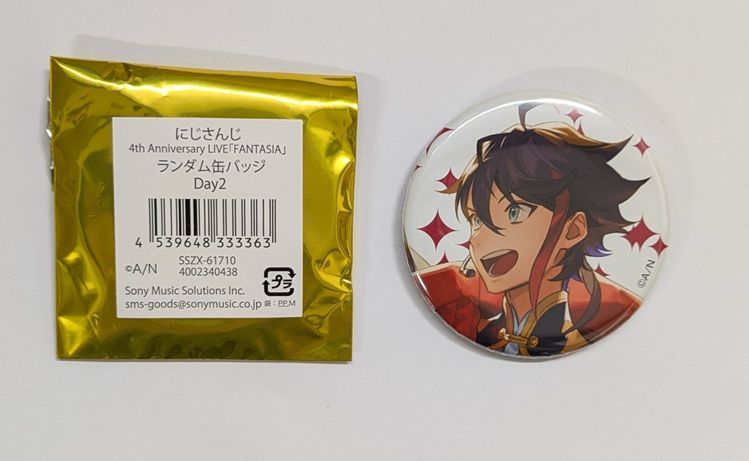 にじさんじ
4th Anniversary LIVE「FANTASIA」
ランダム缶バッジ
Day2
4 539648 333363
SSZX-61710
©A/N 4002340438
プラ
Sony Music Solutions Inc.
sms-goods@sonymusic.co.jp 袋：PP,M
©A/N